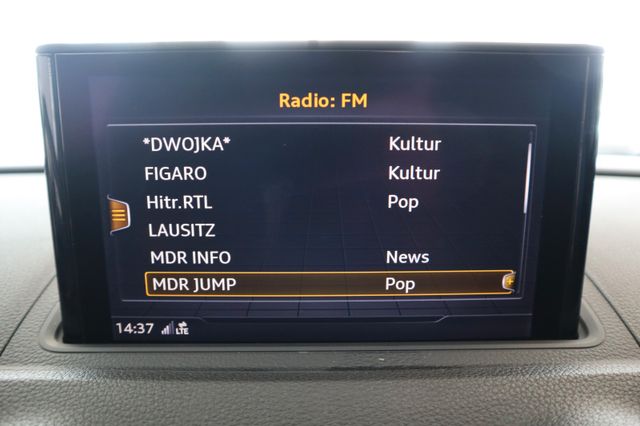 Radio: FM
*DWOJKA* Kultur
FIGARO Kultur
Hitr.RTL Pop
LAUSITZ
MDR INFO News
MDR JUMP Pop
14:37 LTE